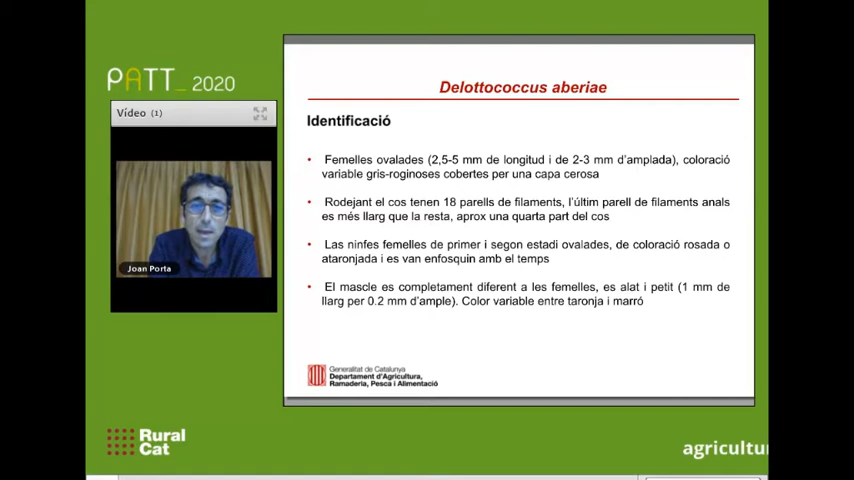 PATT_ 2020
Vídeo (1)
Joan Porta
Delottococcus aberiae
Identificació
• Femelles ovalades (2,5-5 mm de longitud i de 2-3 mm d'amplada), coloració
variable gris-roginoses cobertes per una capa cerosa
• Rodejant el cos tenen 18 parells de filaments, l'últim parell de filaments anals
es més llarg que la resta, aprox una quarta part del cos
• Las ninfes femelles de primer i segon estadi ovalades, de coloració rosada o
ataronjada i es van enfosquin amb el temps
• El mascle es completament diferent a les femelles, es alat i petit (1 mm de
llarg per 0.2 mm d'ample). Color variable entre taronja i marró
Generalitat de Catalunya
Departament d'Agricultura,
Ramaderia, Pesca i Alimentació
Rural
Cat
agricultu